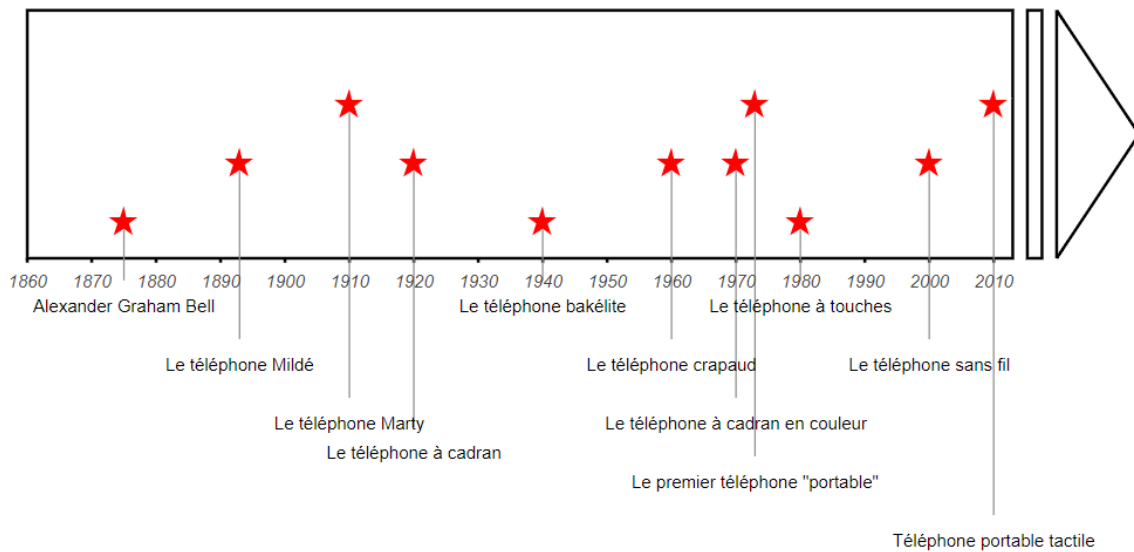 1860 1870 1880 1890 1900 1910 1920 1930 1940 1950 1960 1970 1980 1990 2000 2010
Alexander Graham Bell Le téléphone bakélite Le téléphone à touches
Le téléphone Mildé Le téléphone crapaud Le téléphone sans fil
Le téléphone Marty Le téléphone à cadran en couleur
Le téléphone à cadran
Le premier téléphone "portable"
Téléphone portable tactile